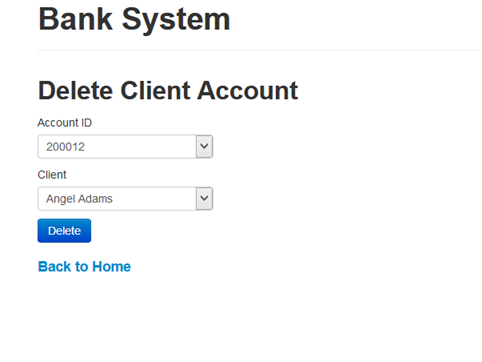 Bank System
Delete Client Account
Account ID
200012
Client
Angel Adams
Delete
Back to Home